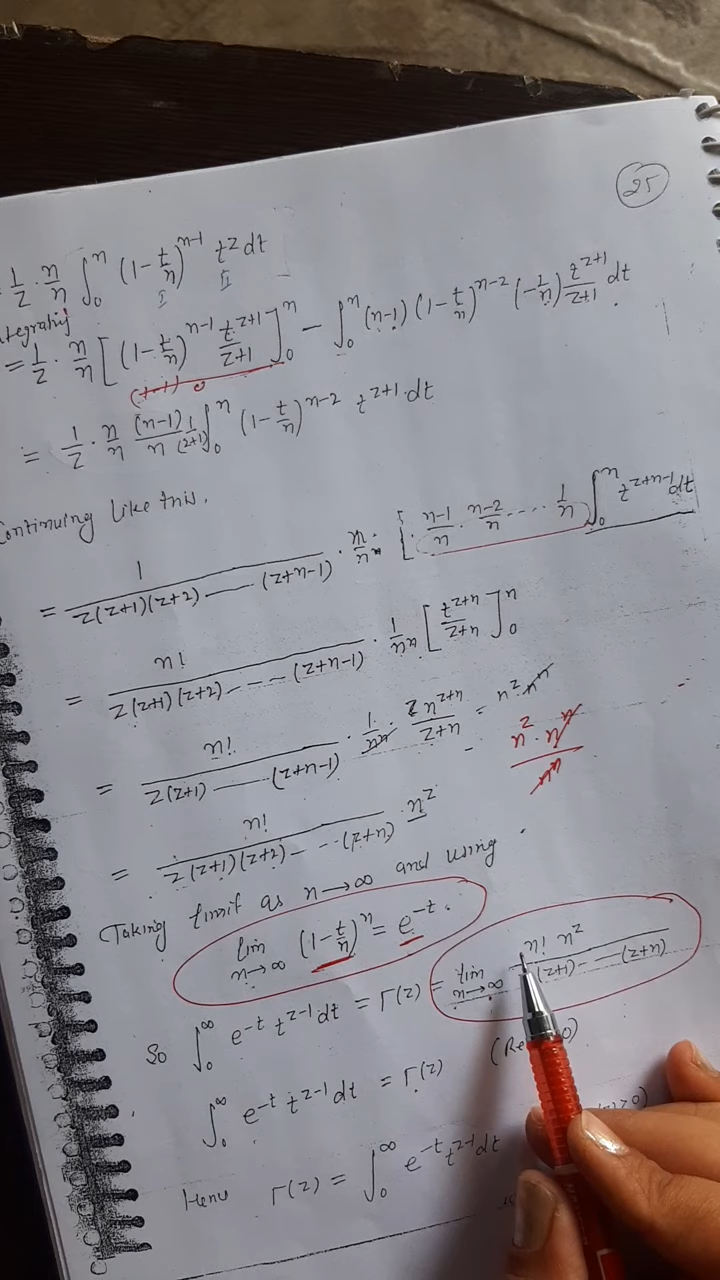 25
= 1/z · n/n ∫₀ⁿ (1 - t/n)ⁿ⁻¹ tᶻ dt
I II
= 1/z · n/n [(1 - t/n)ⁿ⁻¹ tᶻ⁺¹/z+1]₀ⁿ - ∫₀ⁿ (n-1) (1 - t/n)ⁿ⁻² (-1/n) tᶻ⁺¹/z+1 dt
= 1/z · n/n (n-1)/n 1/(z+1) ∫₀ⁿ (1 - t/n)ⁿ⁻² tᶻ⁺¹ · dt
Continuing like this,
= 1/z(z+1)(z+2) --- (z+n-1) · n/n · [ · n-1/n · n-2/n ..... 1/n ∫₀ⁿ tᶻ⁺ⁿ⁻¹ dt
= n!/z(z+1)(z+2) ---- (z+n-1) · 1/nⁿ [tᶻ⁺ⁿ/z+n]₀ⁿ
= n!/z(z+1) --- (z+n-1) · 1/nⁿ · nᶻ⁺ⁿ/z+n = nᶻ nⁿ
nᶻ · nⁿ/nⁿ
= n!/z(z+1)(z+2) --- (z+n) nᶻ
Taking limit as n→∞ and using
lim n→∞ (1 - t/n)ⁿ = e⁻ᵗ.
So ∫₀^∞ e⁻ᵗ tᶻ⁻¹ dt = Γ(z) = lim n→∞ n! nᶻ/(z+1) --- (z+n)
∫₀^∞ e⁻ᵗ tᶻ⁻¹ dt = Γ(z)
Γ(z) = ∫₀^∞ e⁻ᵗ tᶻ⁻¹ dt